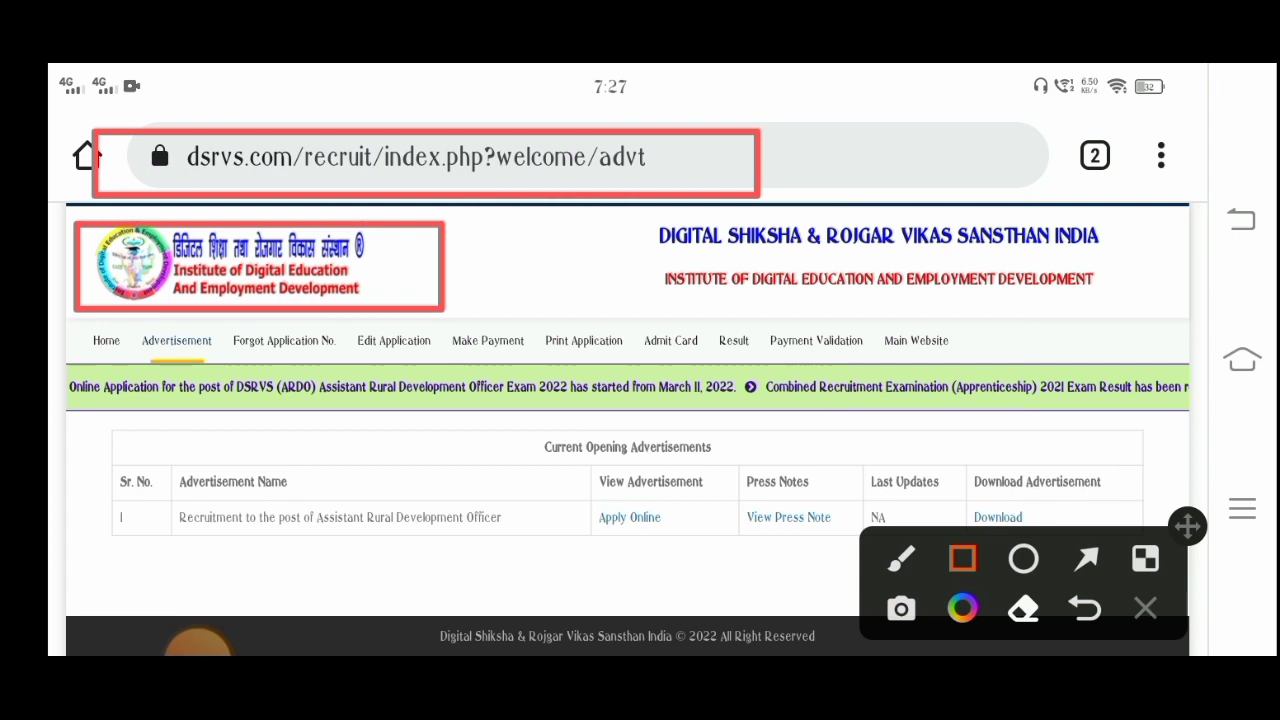 4G 4G 7:27 6.50 KB/s 32
dsrvs.com/recruit/index.php?welcome/advt 2
डिजिटल शिक्षा तथा रोजगार विकास संस्थान ®
Institute of Digital Education
And Employment Development
DIGITAL SHIKSHA & ROJGAR VIKAS SANSTHAN INDIA
INSTITUTE OF DIGITAL EDUCATION AND EMPLOYMENT DEVELOPMENT
Home Advertisement Forgot Application No. Edit Application Make Payment Print Application Admit Card Result Payment Validation Main Website
Online Application for the post of DSRVS (ARDO) Assistant Rural Development Officer Exam 2022 has started from March 11, 2022. Combined Recruitment Examination (Apprenticeship) 2021 Exam Result has been
Current Opening Advertisements
Sr. No. Advertisement Name View Advertisement Press Notes Last Updates Download Advertisement
1 Recruitment to the post of Assistant Rural Development Officer Apply Online View Press Note NA Download
Digital Shiksha & Rojgar Vikas Sansthan India © 2022 All Right Reserved